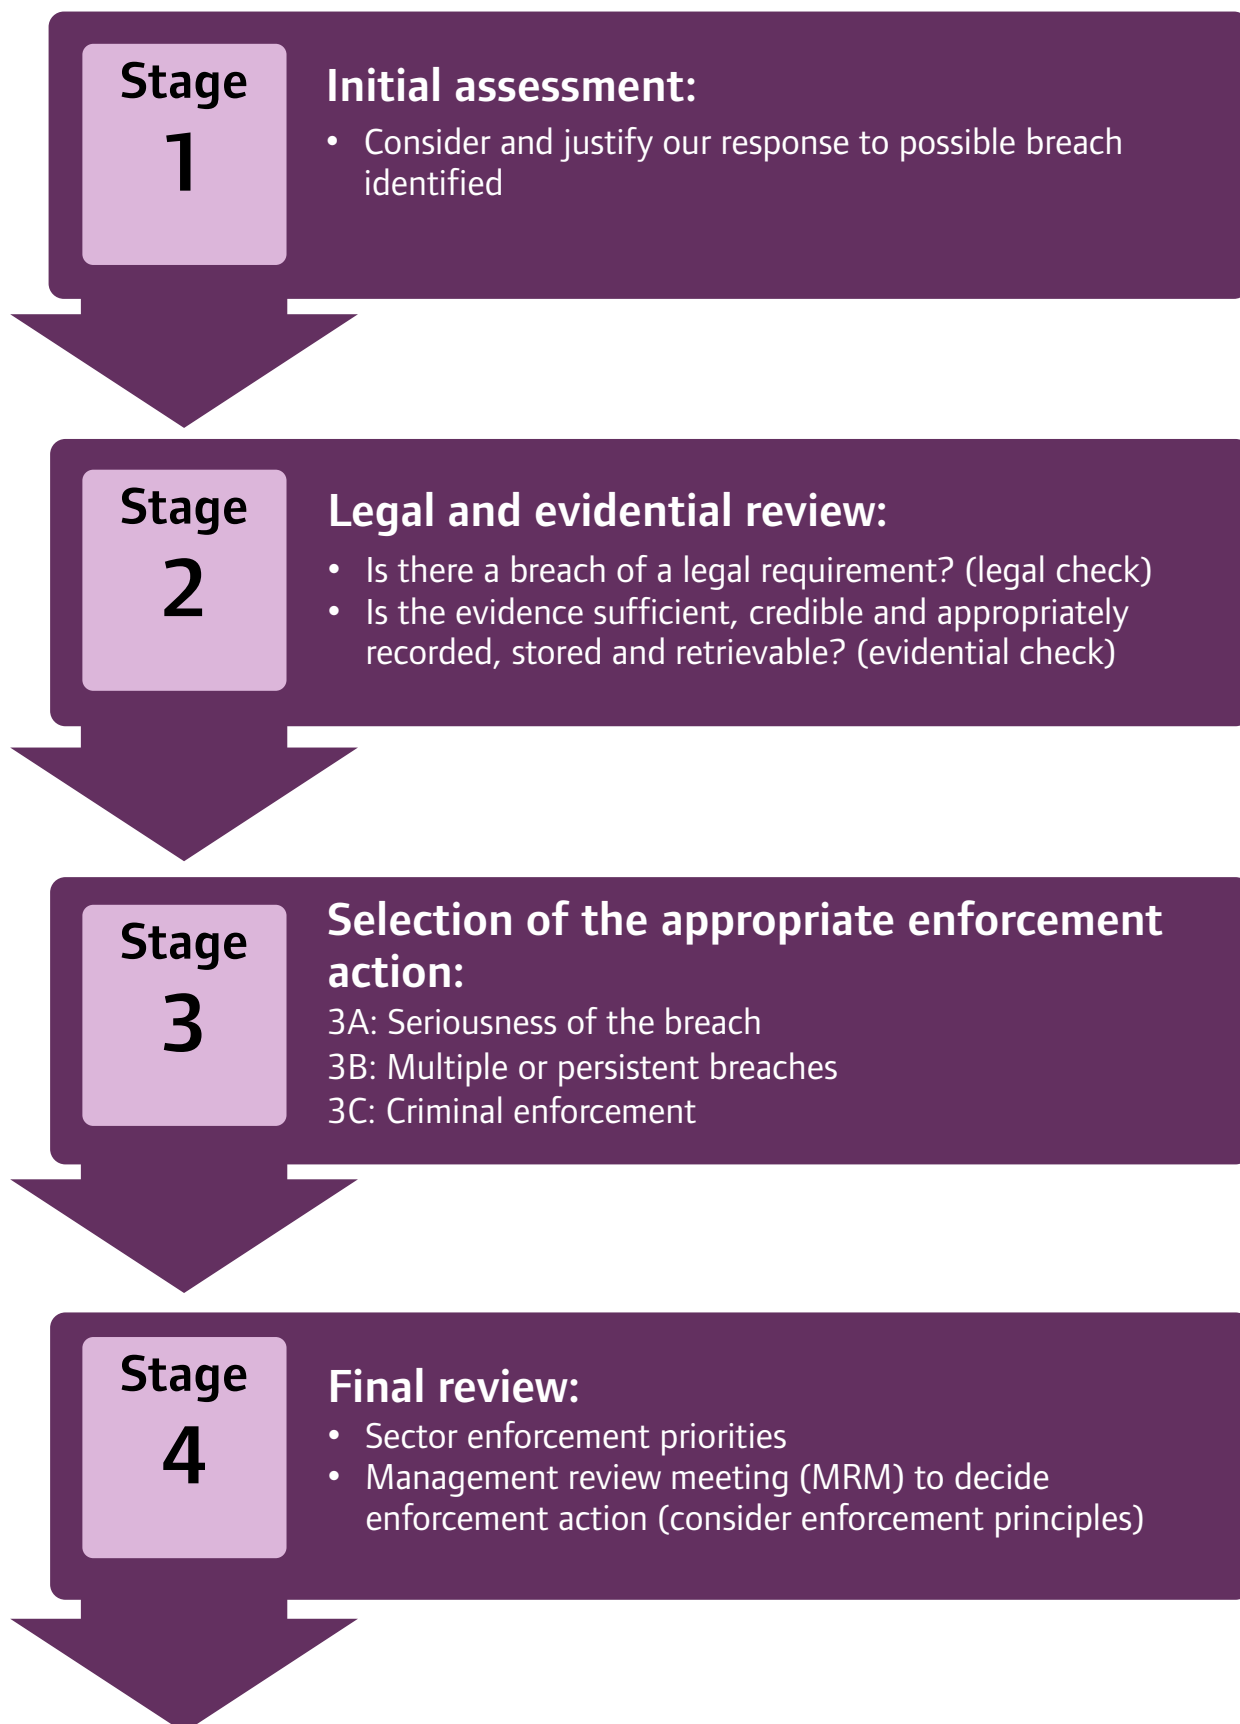 Stage
1
Initial assessment:
• Consider and justify our response to possible breach
identified
Stage
2
Legal and evidential review:
• Is there a breach of a legal requirement? (legal check)
• Is the evidence sufficient, credible and appropriately
recorded, stored and retrievable? (evidential check)
Stage
3
Selection of the appropriate enforcement
action:
3A: Seriousness of the breach
3B: Multiple or persistent breaches
3C: Criminal enforcement
Stage
4
Final review:
• Sector enforcement priorities
• Management review meeting (MRM) to decide
enforcement action (consider enforcement principles)